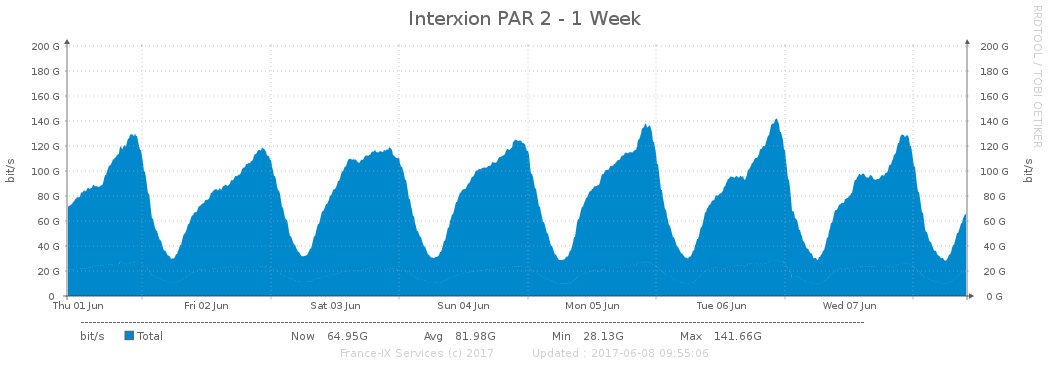 Interxion PAR 2 - 1 Week
RRDTOOL / TOBI OETIKER
200 G 200 G
180 G 180 G
160 G 160 G
140 G 140 G
120 G 120 G
100 G 100 G
80 G 80 G
60 G 60 G
40 G 40 G
20 G 20 G
0 0 G
bit/s
bit/s
Thu 01 Jun Fri 02 Jun Sat 03 Jun Sun 04 Jun Mon 05 Jun Tue 06 Jun Wed 07 Jun
bit/s Total Now 64.95G Avg 81.98G Min 28.13G Max 141.66G
France-IX Services (c) 2017 Updated : 2017-06-08 09:55:06